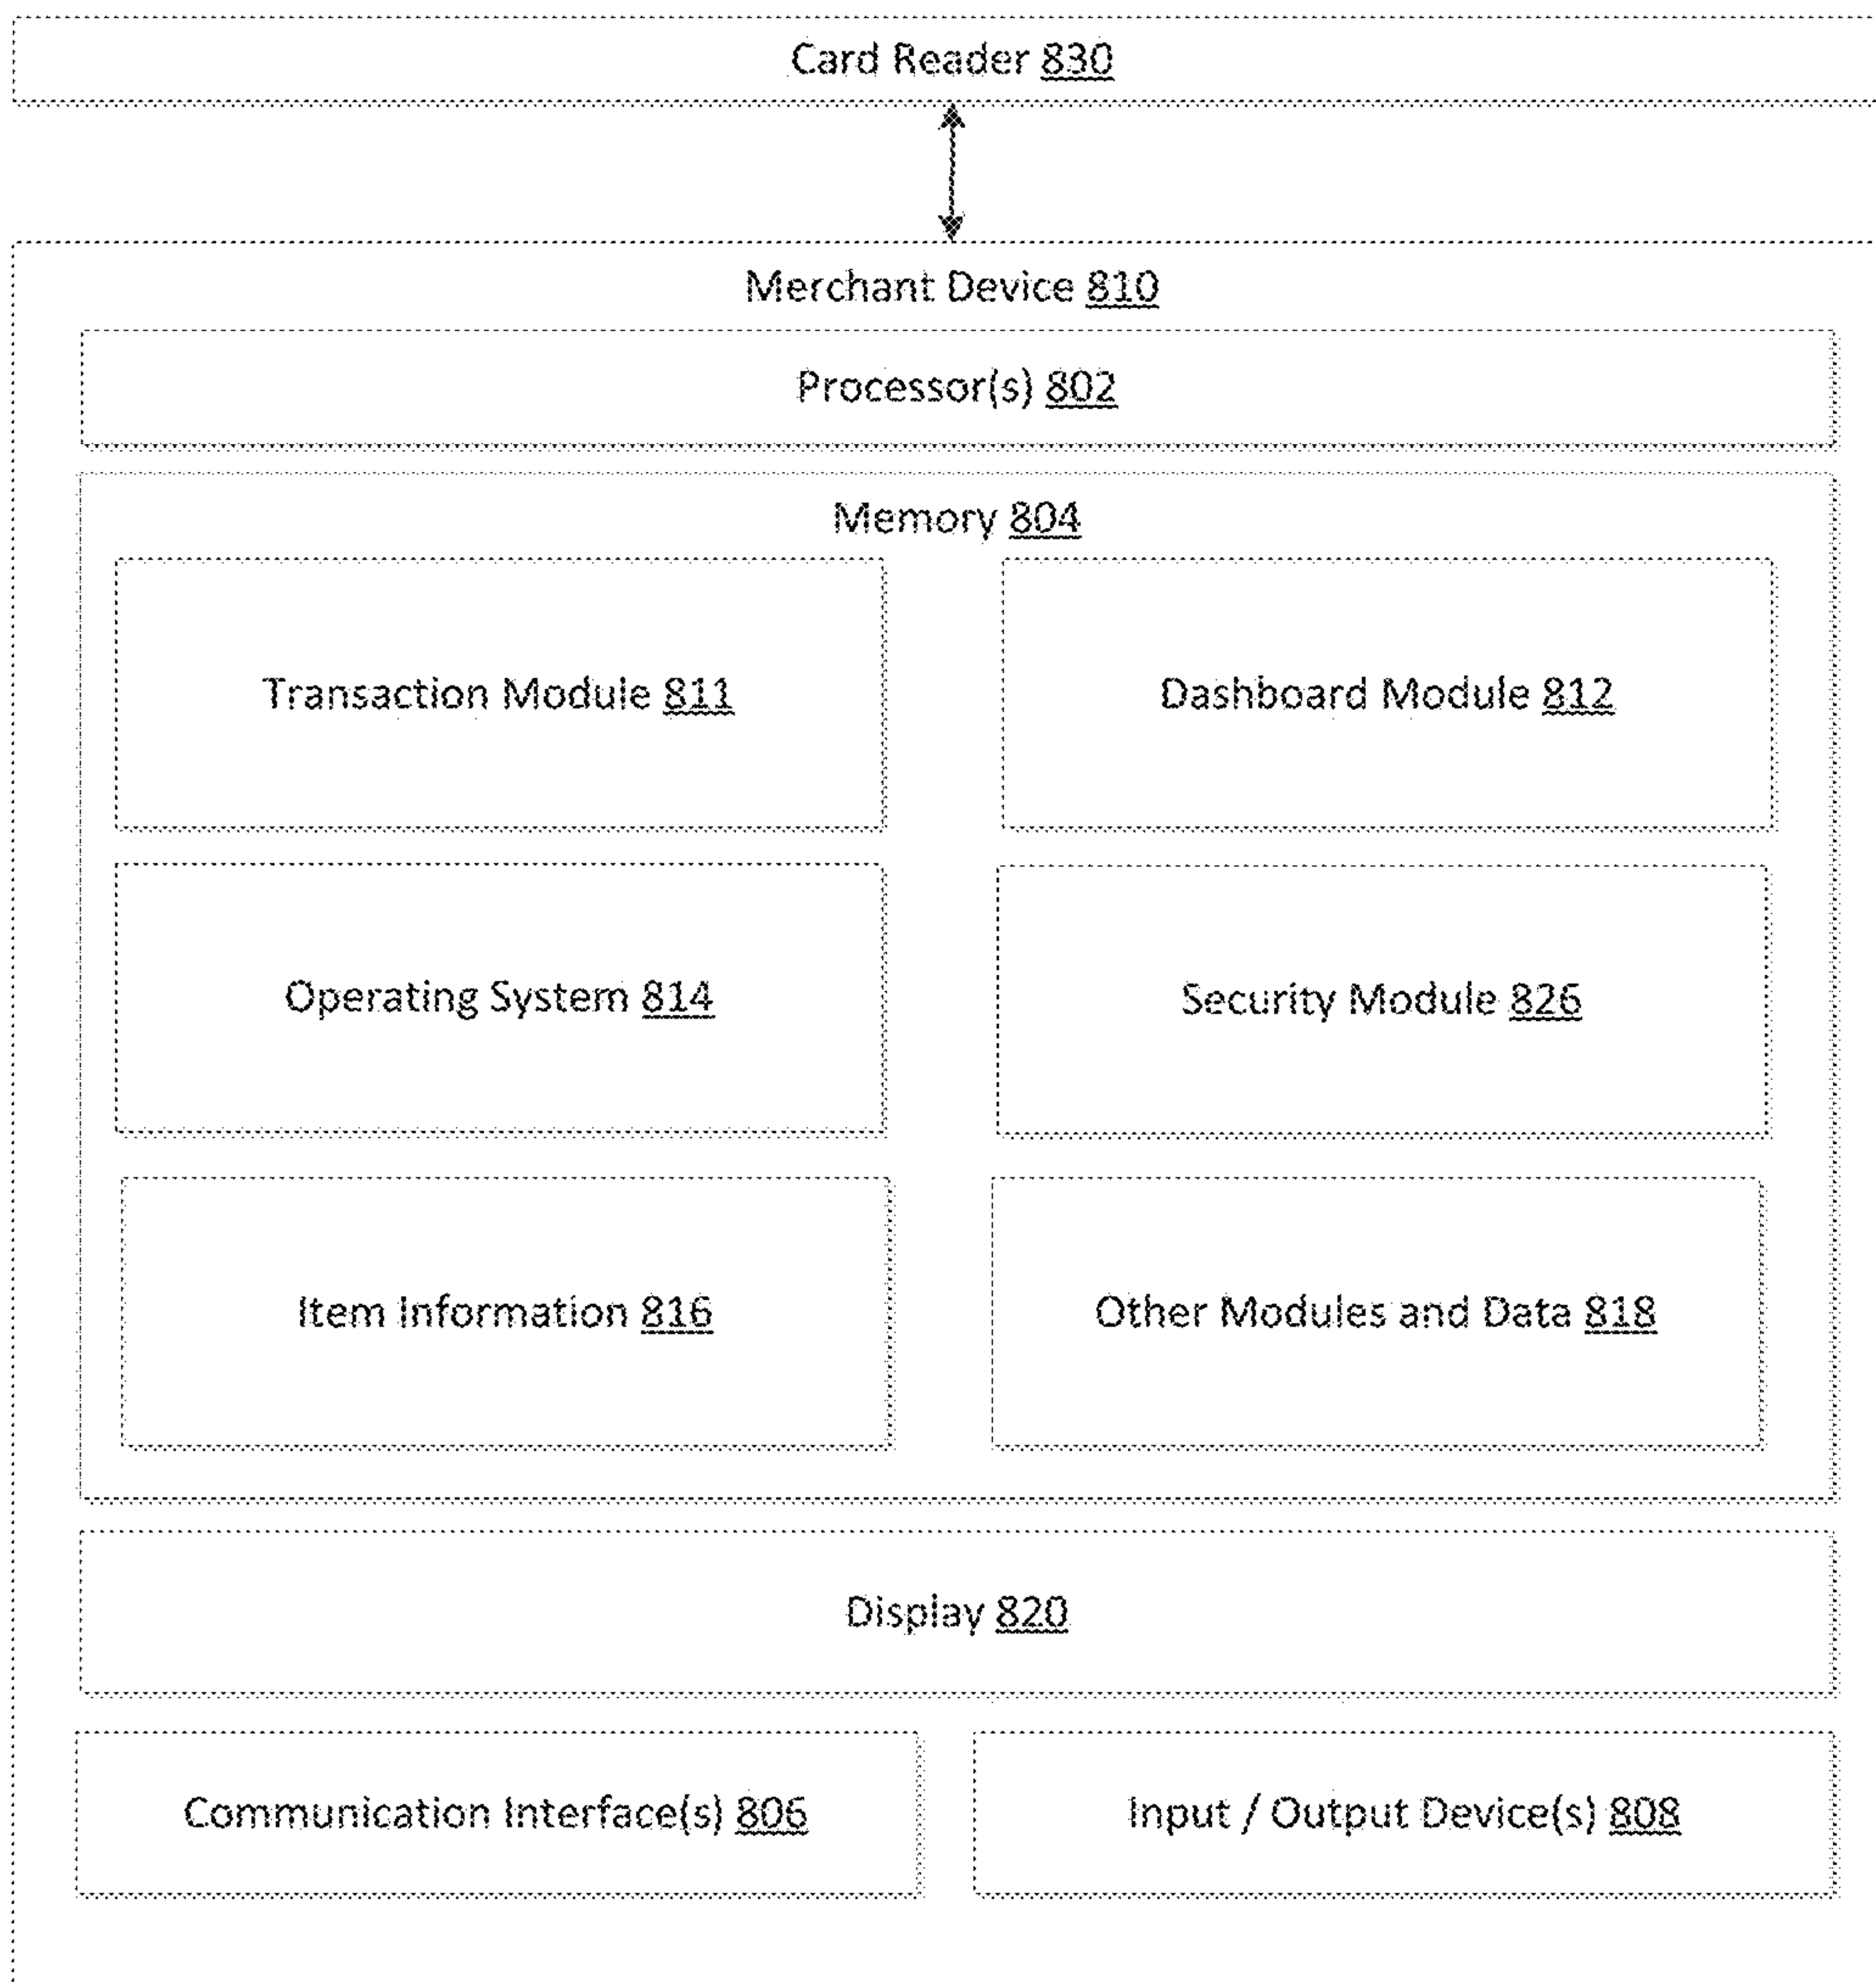 Card Reader 830
Merchant Device 810
Processor(s) 802
Memory 804
Transaction Module 811
Dashboard Module 812
Operating System 814
Security Module 826
Item Information 816
Other Modules and Data 818
Display 820
Communication Interface(s) 806
Input / Output Device(s) 808